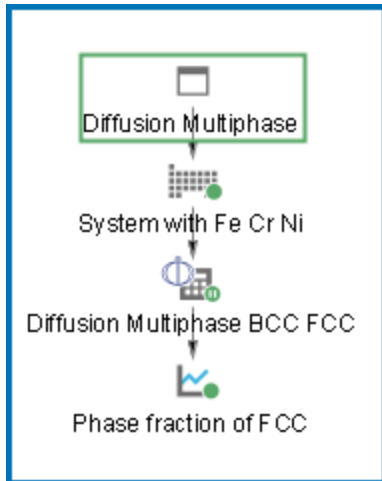 Diffusion Multiphase
System with Fe Cr Ni
Diffusion Multiphase BCC FCC
Phase fraction of FCC